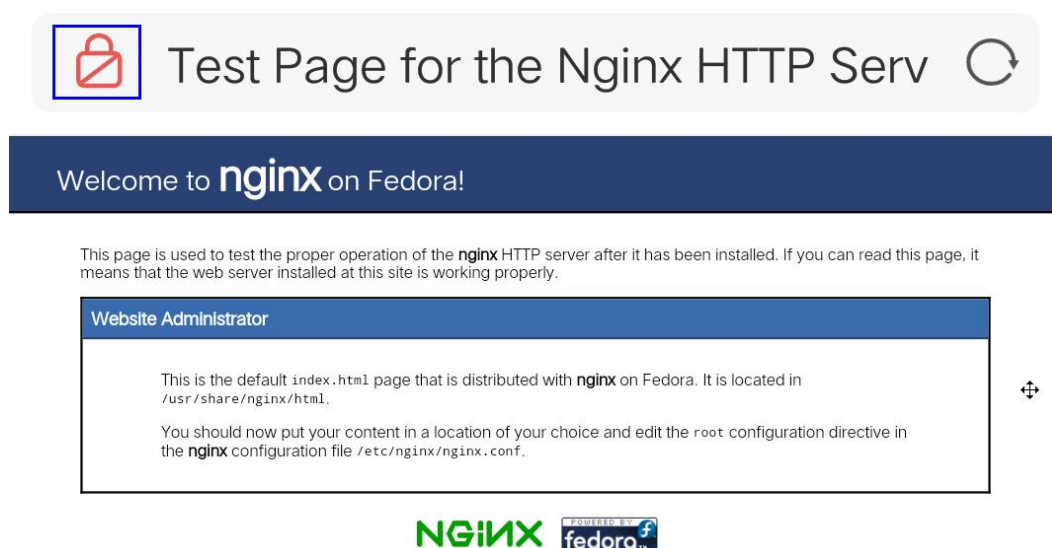 Test Page for the Nginx HTTP Serv
Welcome to nginx on Fedora!
This page is used to test the proper operation of the nginx HTTP server after it has been installed. If you can read this page, it
means that the web server installed at this site is working properly.
Website Administrator
This is the default index.html page that is distributed with nginx on Fedora. It is located in
/usr/share/nginx/html.
You should now put your content in a location of your choice and edit the root configuration directive in
the nginx configuration file /etc/nginx/nginx.conf.
NGINX
POWERED BY
fedora